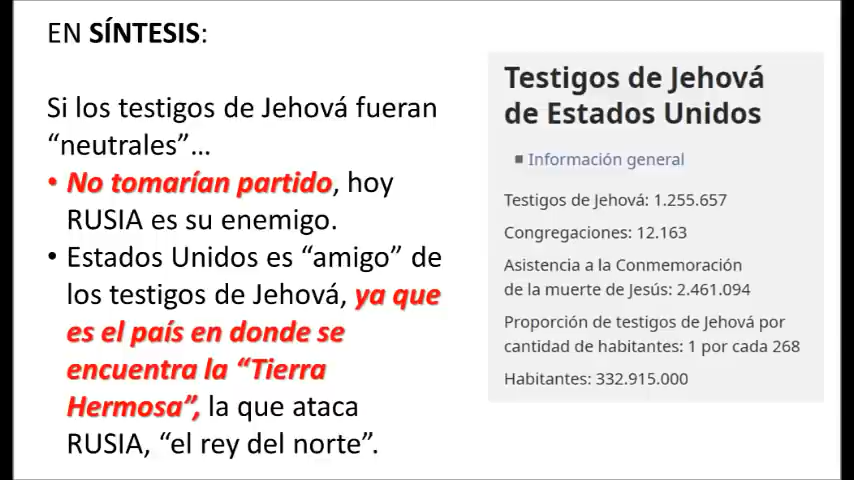 EN SÍNTESIS:
Si los testigos de Jehová fueran
“neutrales”...
• No tomarían partido, hoy
RUSIA es su enemigo.
• Estados Unidos es “amigo” de
los testigos de Jehová, ya que
es el país en donde se
encuentra la “Tierra
Hermosa”, la que ataca
RUSIA, “el rey del norte”.
Testigos de Jehová
de Estados Unidos
Información general
Testigos de Jehová: 1.255.657
Congregaciones: 12.163
Asistencia a la Conmemoración
de la muerte de Jesús: 2.461.094
Proporción de testigos de Jehová por
cantidad de habitantes: 1 por cada 268
Habitantes: 332.915.000